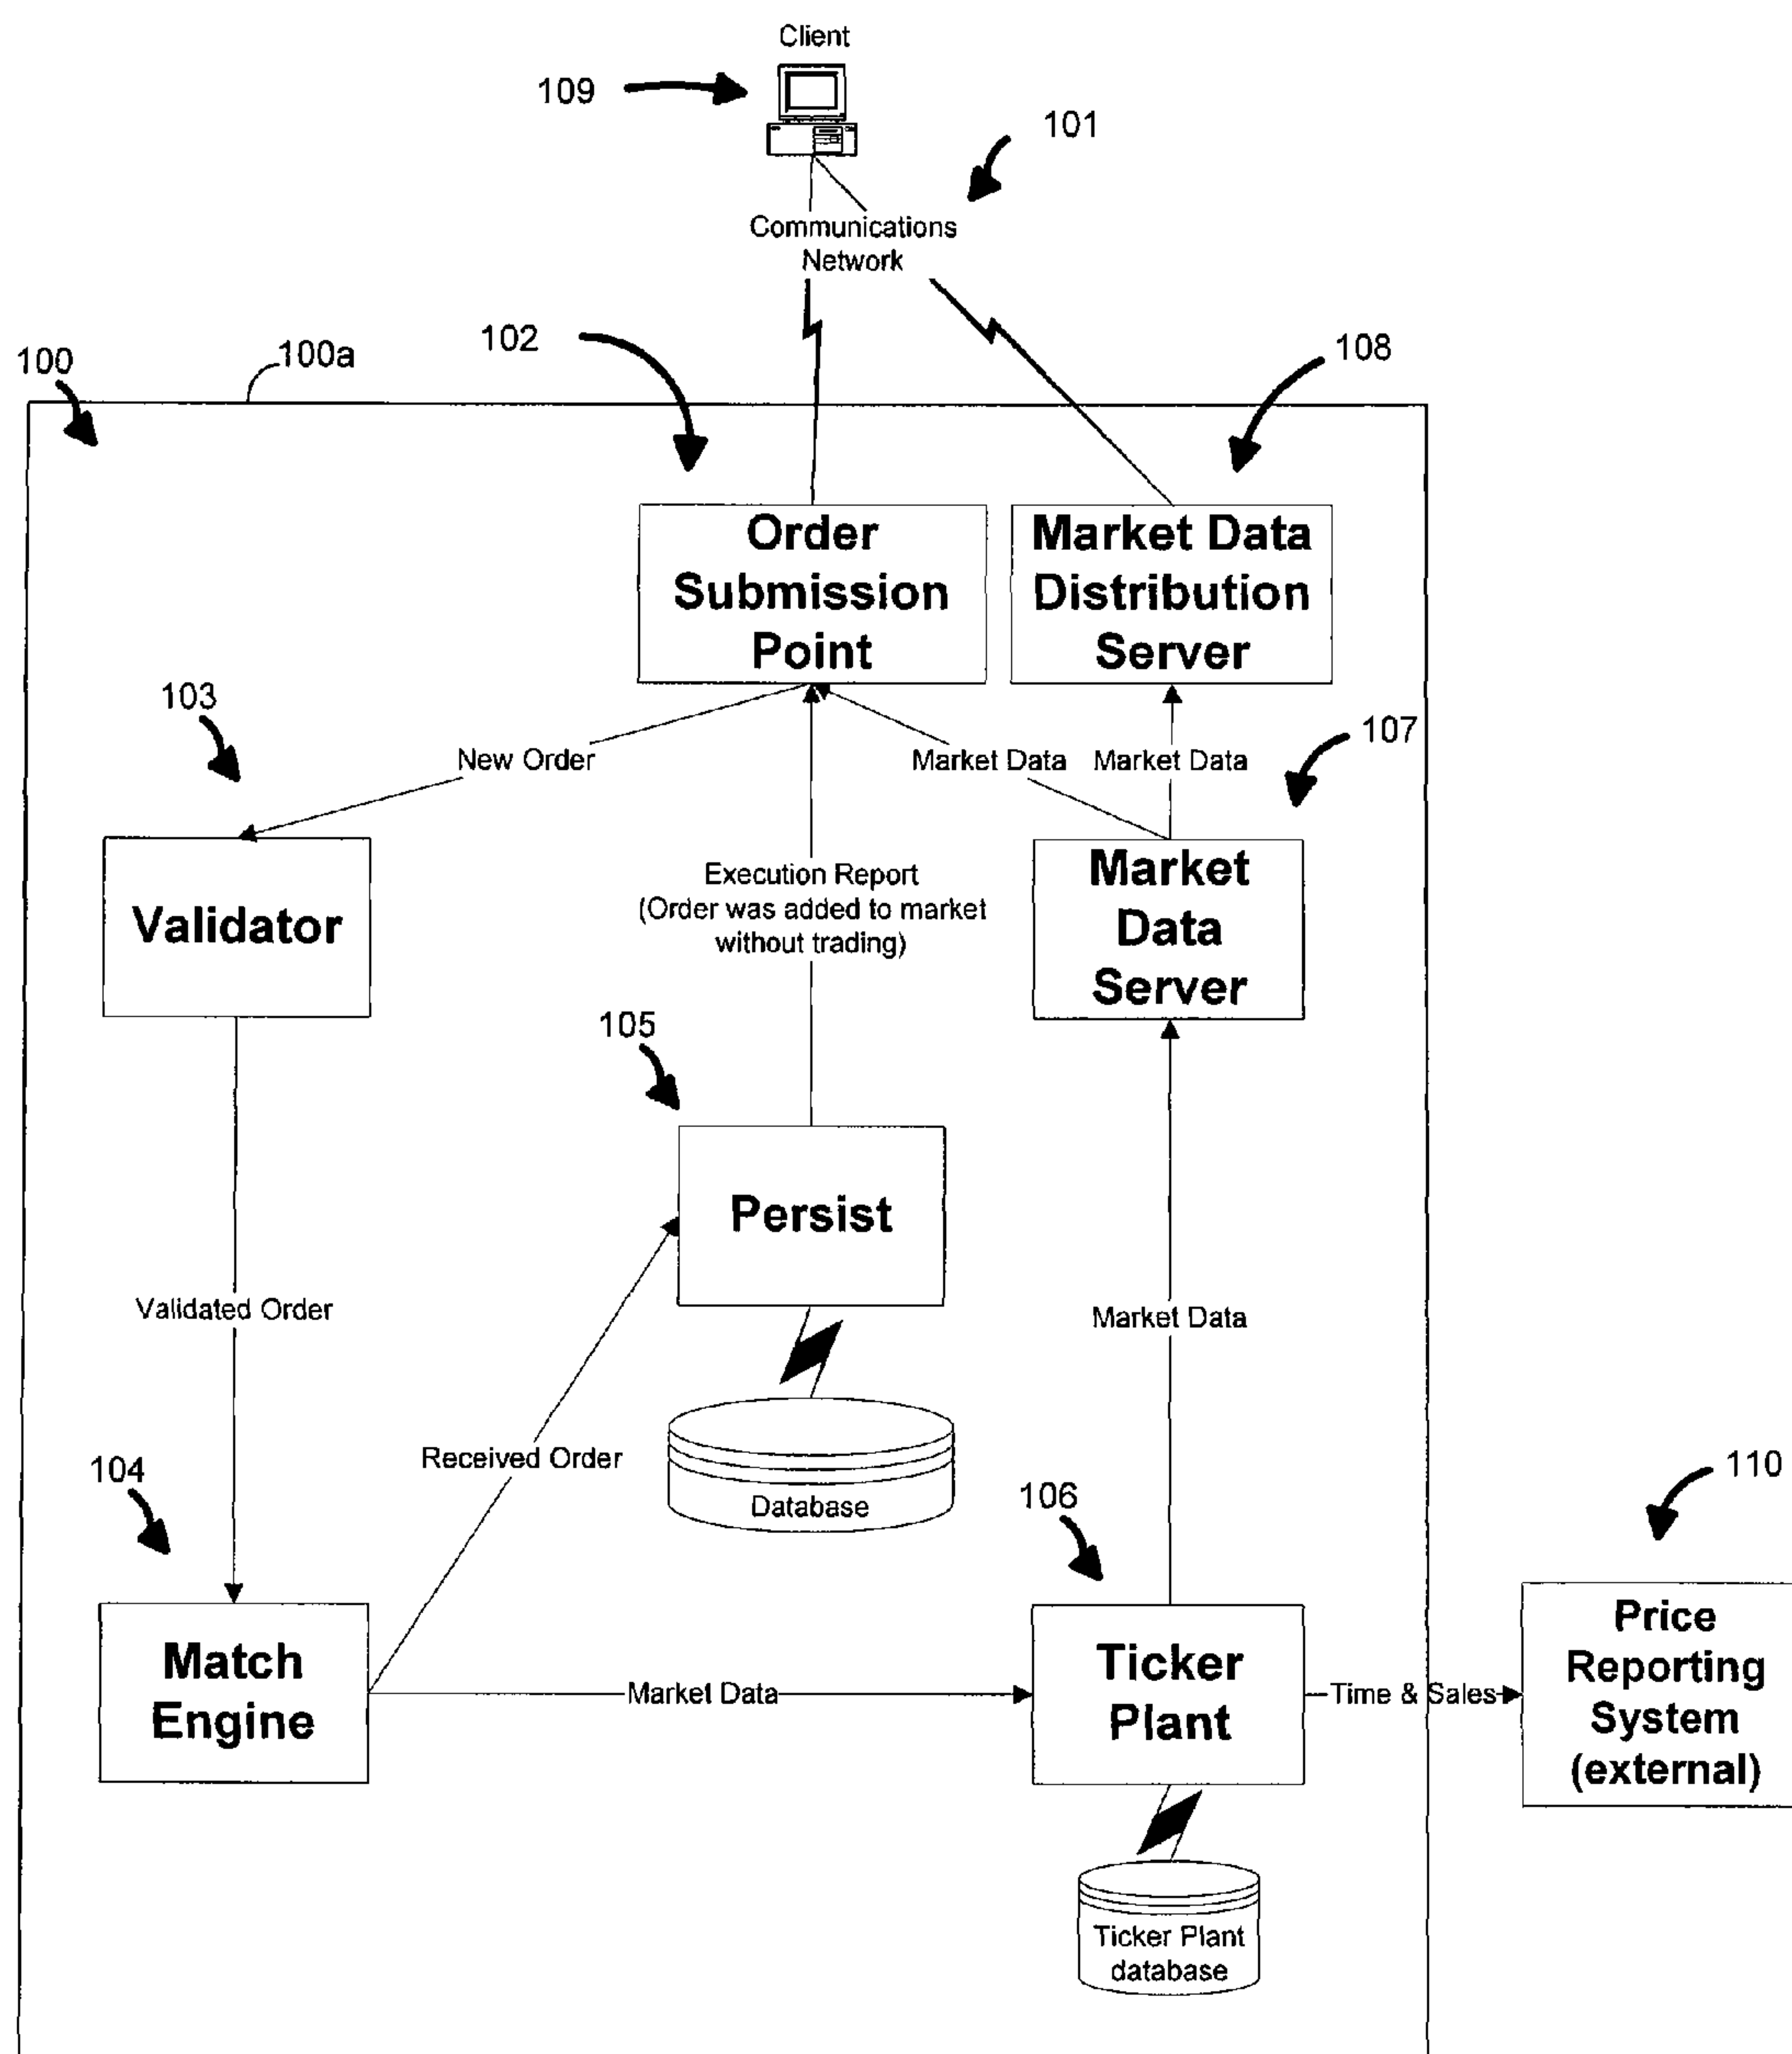 Client
109
101
Communications
Network
102
108
100
100a
Order
Submission
Point
Market Data
Distribution
Server
103
107
New Order
Market Data
Market Data
Validator
Execution Report
(Order was added to market
without trading)
Market
Data
Server
105
Persist
Validated Order
Market Data
Received Order
104
Database
106
110
Match
Engine
Market Data
Ticker
Plant
Time & Sales
Price
Reporting
System
(external)
Ticker Plant
database